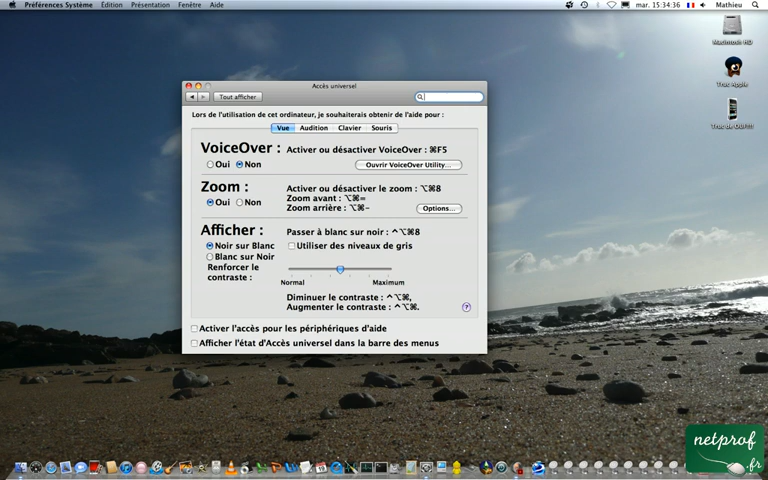 Préférences Système Édition Présentation Fenêtre Aide
mar. 15:34:36 Mathieu
Macintosh HD
Truc Apple
Truc de OUF!!!
Accès universel
Tout afficher
Lors de l'utilisation de cet ordinateur, je souhaiterais obtenir de l'aide pour :
Vue Audition Clavier Souris
VoiceOver : Activer ou désactiver VoiceOver : ⌘F5
Oui Non Ouvrir VoiceOver Utility...
Zoom : Activer ou désactiver le zoom : ⌥⌘8
Zoom avant : ⌥⌘=
Oui Non
Zoom arrière : ⌥⌘-
Options...
Afficher : Passer à blanc sur noir : ^⌥⌘8
Noir sur Blanc Utiliser des niveaux de gris
Blanc sur Noir
Renforcer le
contraste :
Normal Maximum
Diminuer le contraste : ^⌥⌘,
Augmenter le contraste : ^⌥⌘.
?
Activer l'accès pour les périphériques d'aide
Afficher l'état d'Accès universel dans la barre des menus
netprof
.fr